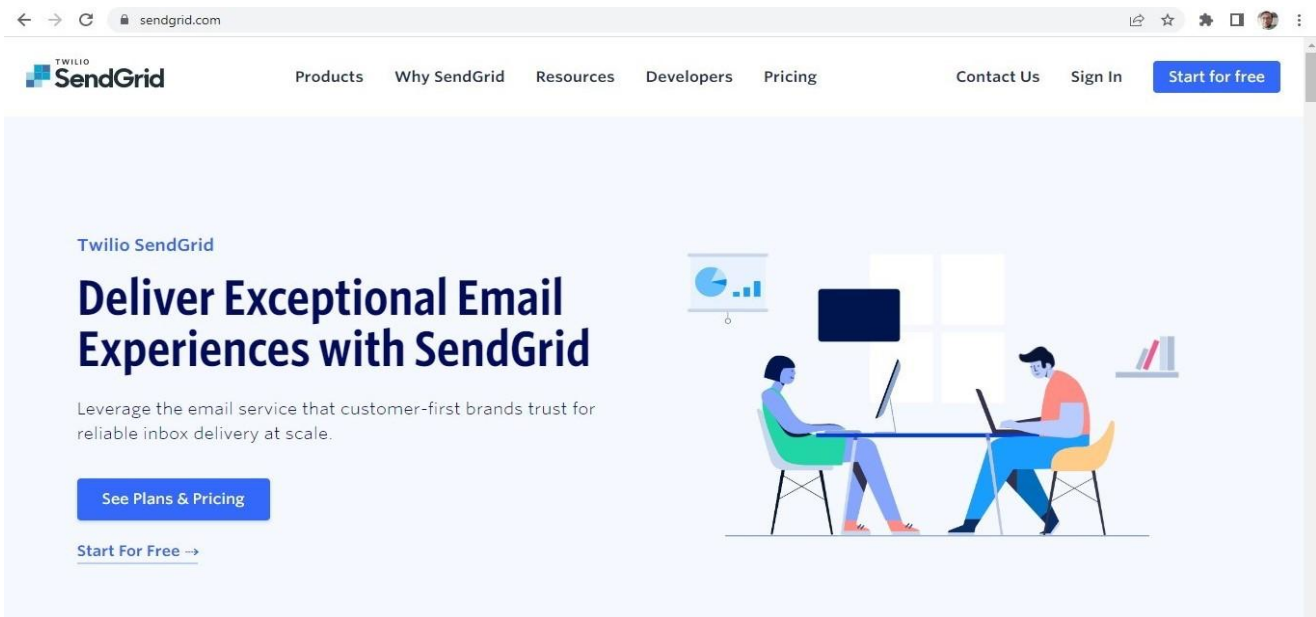 sendgrid.com
TWILIO
SendGrid
Products Why SendGrid Resources Developers Pricing Contact Us Sign In Start for free
Twilio SendGrid
Deliver Exceptional Email
Experiences with SendGrid
Leverage the email service that customer-first brands trust for
reliable inbox delivery at scale.
See Plans & Pricing
Start For Free →